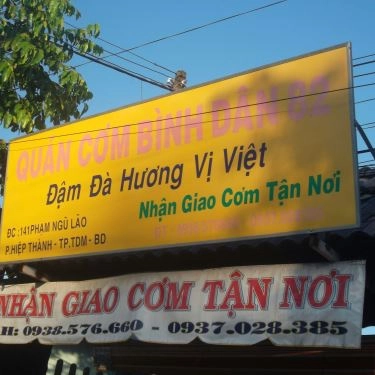 QUÁN CƠM BÌNH DÂN 82
Đậm Đà Hương Vị Việt
Nhận Giao Cơm Tận Nơi
ĐC : 141 PHẠM NGŨ LÃO
P.HIỆP THÀNH - TP.TDM - BD
NHẬN GIAO CƠM TẬN NƠI
H: 0938.576.660 - 0937.028.385